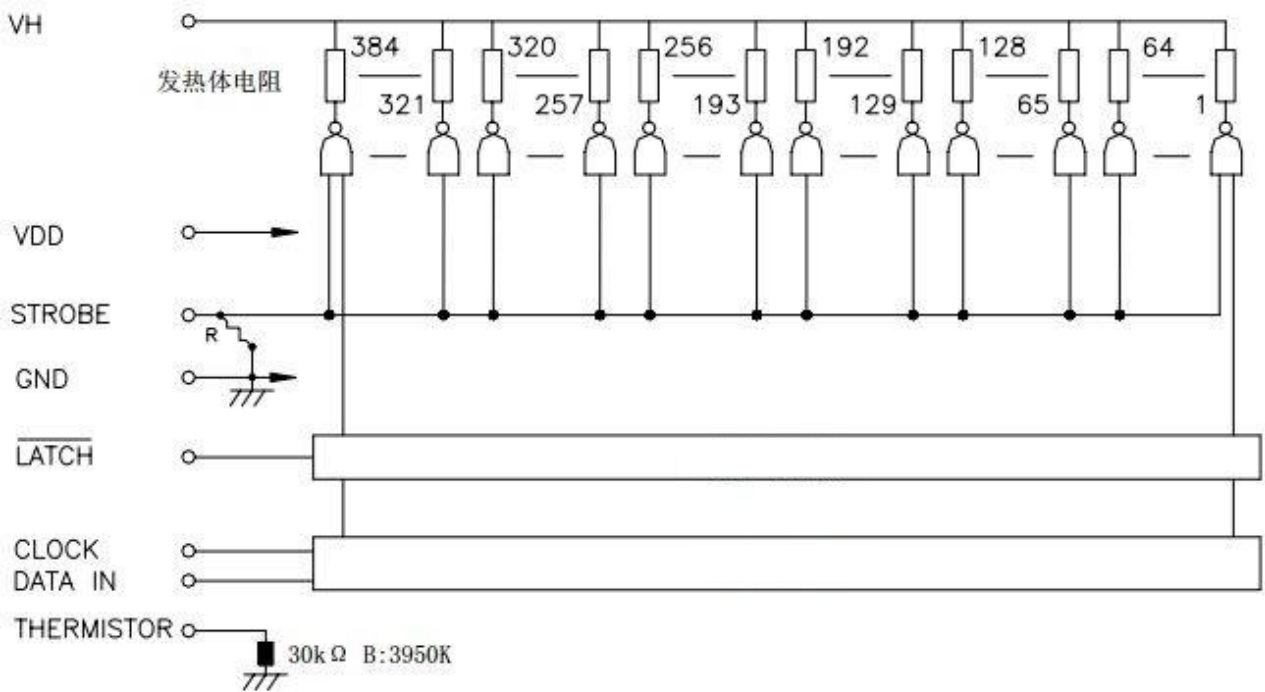 VH
384 320 256 192 128 64
发热体电阻
321 257 193 129 65 1
VDD
STROBE
R
GND
LATCH
CLOCK
DATA IN
THERMISTOR
30kΩ B:3950K